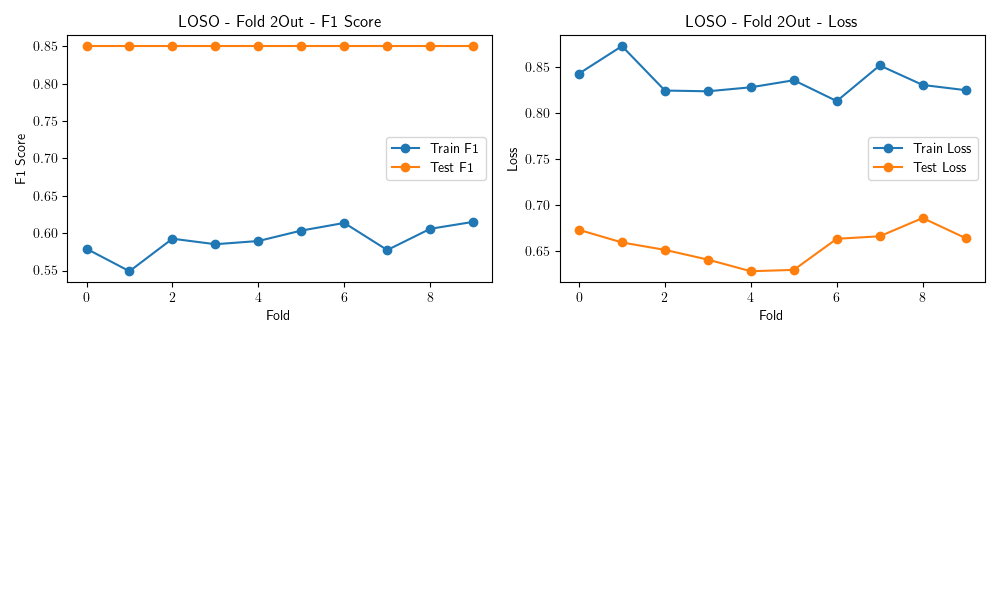 LOSO - Fold 2Out - F1 Score
0.85
0.80
0.75
0.70
0.65
0.60
0.55
F1 Score
Train F1
Test F1
0 2 4 6 8
Fold
LOSO - Fold 2Out - Loss
0.85
0.80
0.75
0.70
0.65
Loss
Train Loss
Test Loss
0 2 4 6 8
Fold